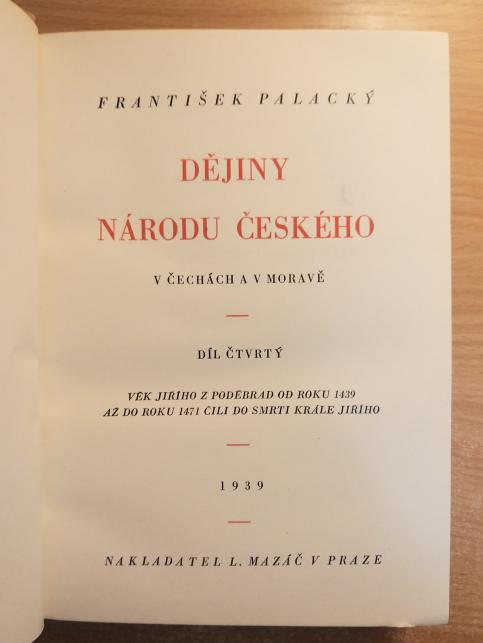 FRANTIŠEK PALACKÝ
DĚJINY
NÁRODU ČESKÉHO
V ČECHÁCH A V MORAVĚ
DÍL ČTVRTÝ
VĚK JIŘÍHO Z PODĚBRAD OD ROKU 1439
AŽ DO ROKU 1471 ČILI DO SMRTI KRÁLE JIŘÍHO
1939
NAKLADATEL L. MAZÁČ V PRAZE